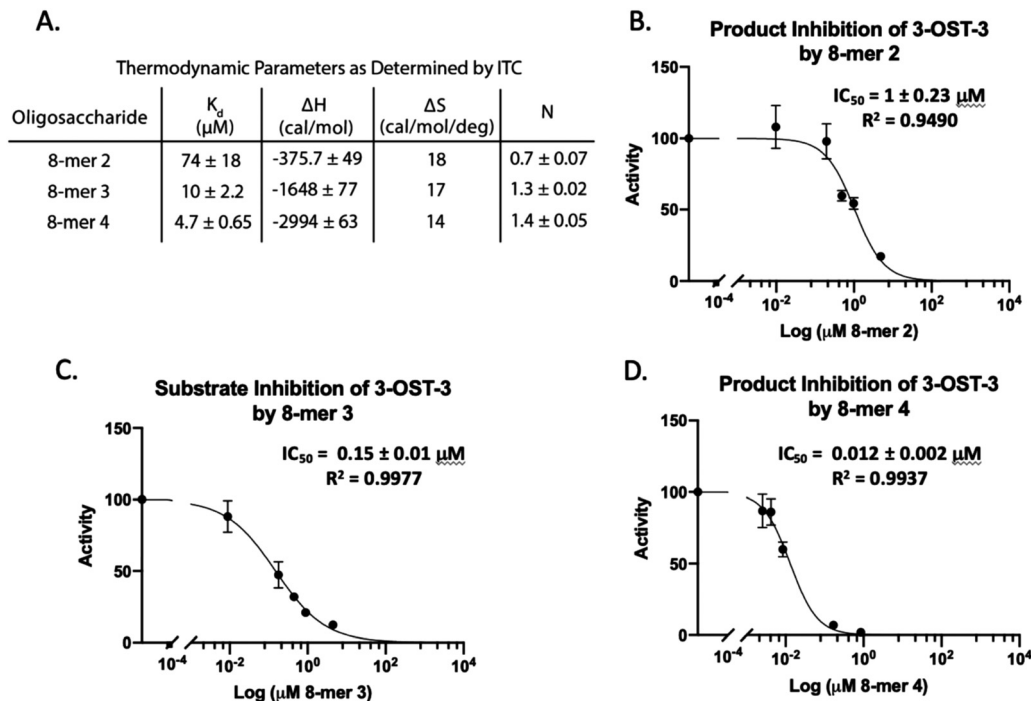 A.
Thermodynamic Parameters as Determined by ITC
Oligosaccharide Kd (μM) ΔH (cal/mol) ΔS (cal/mol/deg) N
8-mer 2 74 ± 18 -375.7 ± 49 18 0.7 ± 0.07
8-mer 3 10 ± 2.2 -1648 ± 77 17 1.3 ± 0.02
8-mer 4 4.7 ± 0.65 -2994 ± 63 14 1.4 ± 0.05
B.
Product Inhibition of 3-OST-3
by 8-mer 2
IC50 = 1 ± 0.23 μM
R2 = 0.9490
Activity
150
100
50
0
10-4 10-2 100 102 104
Log (μM 8-mer 2)
C.
Substrate Inhibition of 3-OST-3
by 8-mer 3
IC50 = 0.15 ± 0.01 μM
R2 = 0.9977
Activity
150
100
50
0
10-4 10-2 100 102 104
Log (μM 8-mer 3)
D.
Product Inhibition of 3-OST-3
by 8-mer 4
IC50 = 0.012 ± 0.002 μM
R2 = 0.9937
Activity
150
100
50
0
10-4 10-2 100 102 104
Log (μM 8-mer 4)